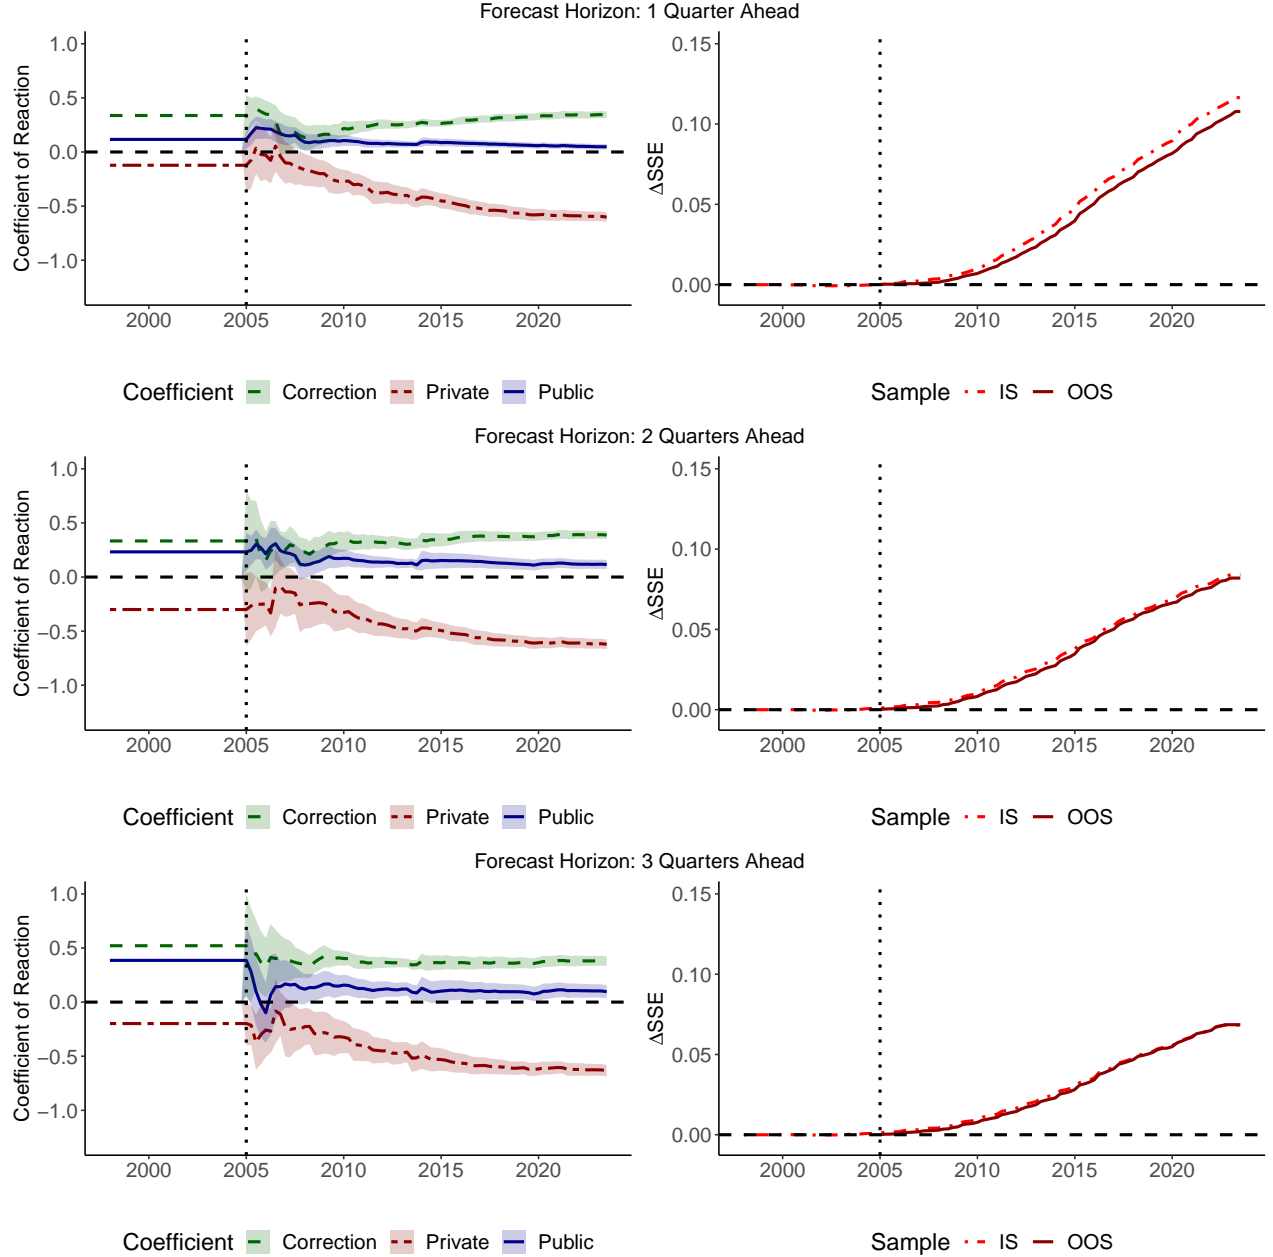 Forecast Horizon: 1 Quarter Ahead
Coefficient of Reaction
1.0
0.5
0.0
−0.5
−1.0
2000 2005 2010 2015 2020
ΔSSE
0.15
0.10
0.05
0.00
2000 2005 2010 2015 2020
Coefficient Correction Private Public
Sample IS OOS
Forecast Horizon: 2 Quarters Ahead
Coefficient of Reaction
1.0
0.5
0.0
−0.5
−1.0
2000 2005 2010 2015 2020
ΔSSE
0.15
0.10
0.05
0.00
2000 2005 2010 2015 2020
Coefficient Correction Private Public
Sample IS OOS
Forecast Horizon: 3 Quarters Ahead
Coefficient of Reaction
1.0
0.5
0.0
−0.5
−1.0
2000 2005 2010 2015 2020
ΔSSE
0.15
0.10
0.05
0.00
2000 2005 2010 2015 2020
Coefficient Correction Private Public
Sample IS OOS